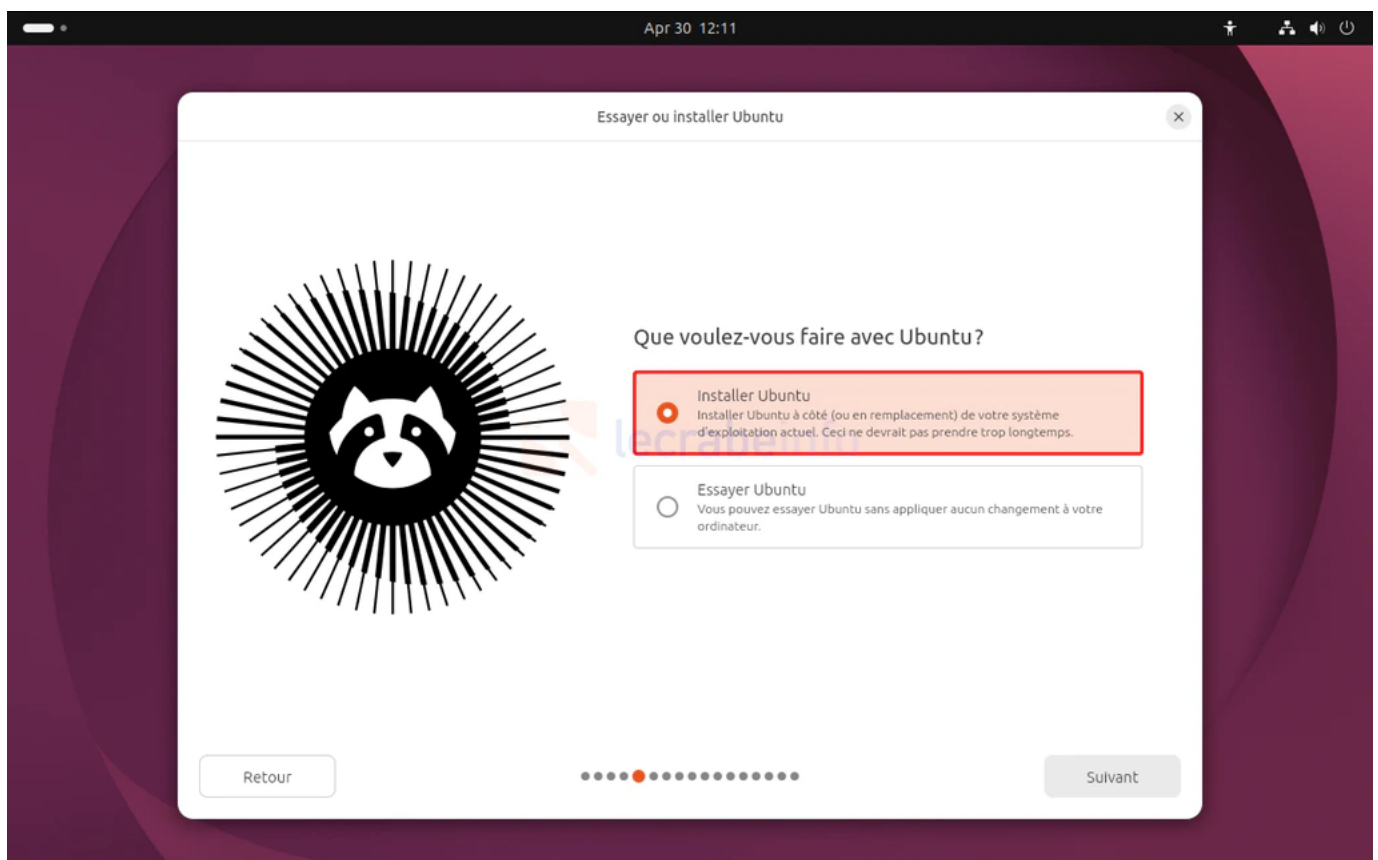 Apr 30 12:11
Essayer ou installer Ubuntu
Que voulez-vous faire avec Ubuntu?
Installer Ubuntu
Installer Ubuntu à côté (ou en remplacement) de votre système
d'exploitation actuel. Ceci ne devrait pas prendre trop longtemps.
lecrabeinfo
Essayer Ubuntu
Vous pouvez essayer Ubuntu sans appliquer aucun changement à votre
ordinateur.
Retour
Suivant